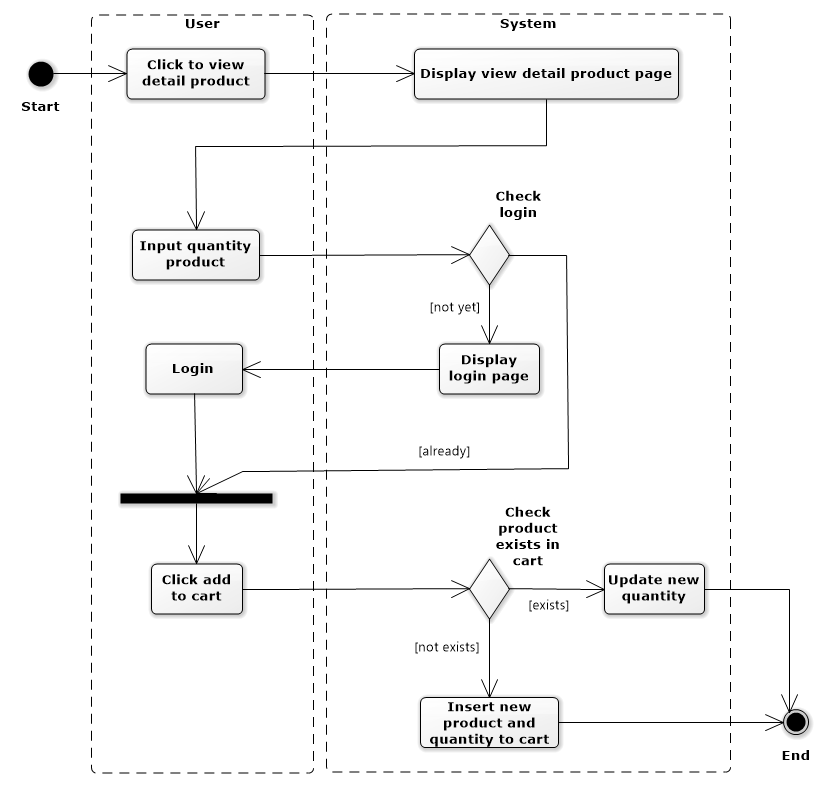 User
System
Click to view
detail product
Display view detail product page
Start
Check
login
Input quantity
product
[not yet]
Login
Display
login page
[already]
Check
product
exists in
cart
Click add
to cart
Update new
quantity
[exists]
[not exists]
Insert new
product and
quantity to cart
End